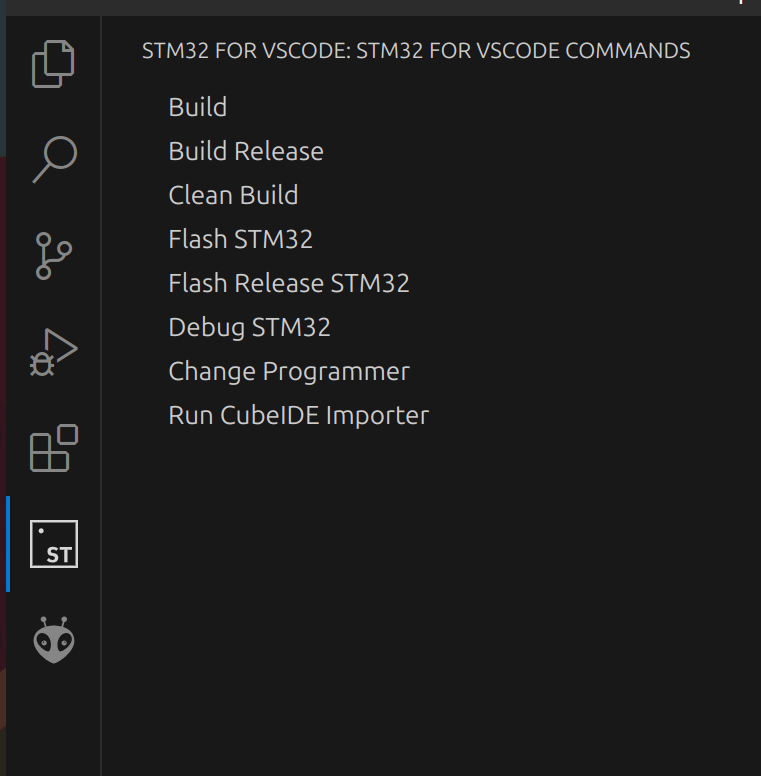 STM32 FOR VSCODE: STM32 FOR VSCODE COMMANDS
Build
Build Release
Clean Build
Flash STM32
Flash Release STM32
Debug STM32
Change Programmer
Run CubeIDE Importer
ST